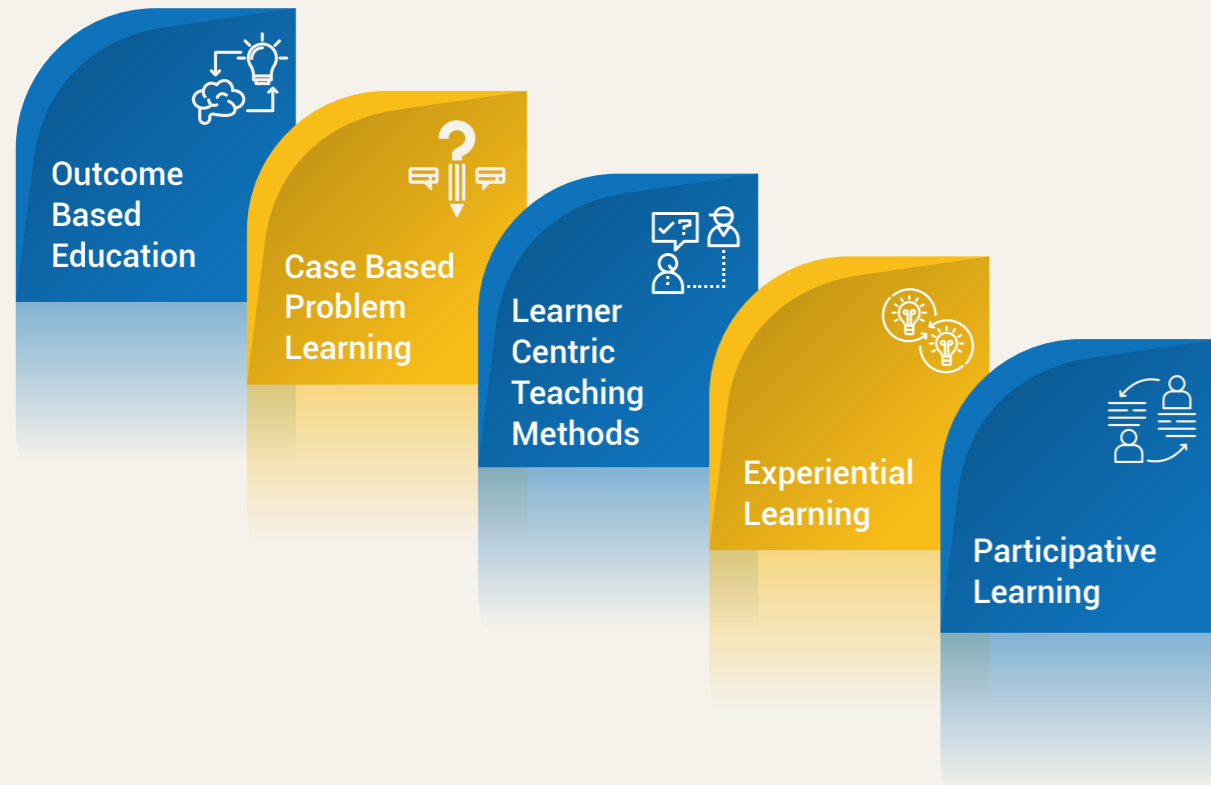 Outcome
Based
Education
Case Based
Problem
Learning
Learner
Centric
Teaching
Methods
Experiential
Learning
Participative
Learning